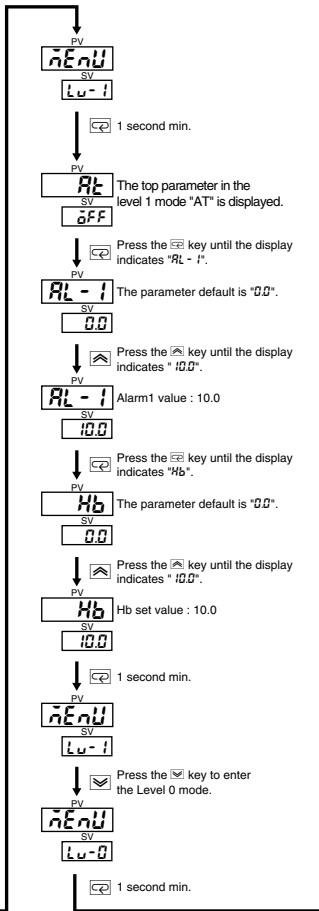 PV
mEnU
SV
Lu-1
1 second min.
PV
At
The top parameter in the
SV
level 1 mode "AT" is displayed.
oFF
Press the key until the display
indicates "AL - 1".
PV
AL - 1
The parameter default is "0.0".
SV
0.0
Press the key until the display
indicates " 10.0".
PV
AL - 1
Alarm1 value : 10.0
SV
10.0
Press the key until the display
indicates "Hb".
PV
Hb
The parameter default is "0.0".
SV
0.0
Press the key until the display
indicates " 10.0".
PV
Hb
Hb set value : 10.0
SV
10.0
1 second min.
PV
mEnU
SV
Lu-1
Press the key to enter
the Level 0 mode.
PV
mEnU
SV
Lu-0
1 second min.